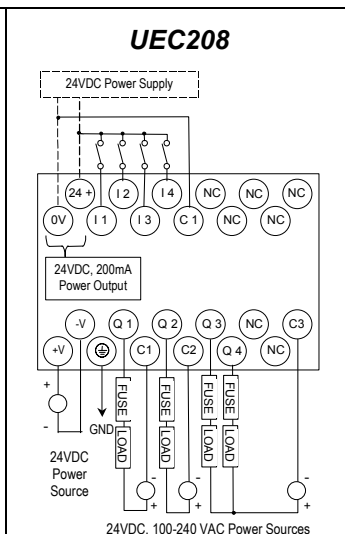 UEC208
24VDC Power Supply
24 + I 2 I 4 NC NC NC
0V I 1 I 3 C 1 NC NC
24VDC, 200mA
Power Output
-V Q 1 Q 2 Q 3 NC C3
+V C1 C2 Q 4 NC
+
-
GND
FUSE FUSE FUSE FUSE
LOAD LOAD LOAD LOAD
- - -
+ + +
24VDC
Power
Source
24VDC, 100-240 VAC Power Sources